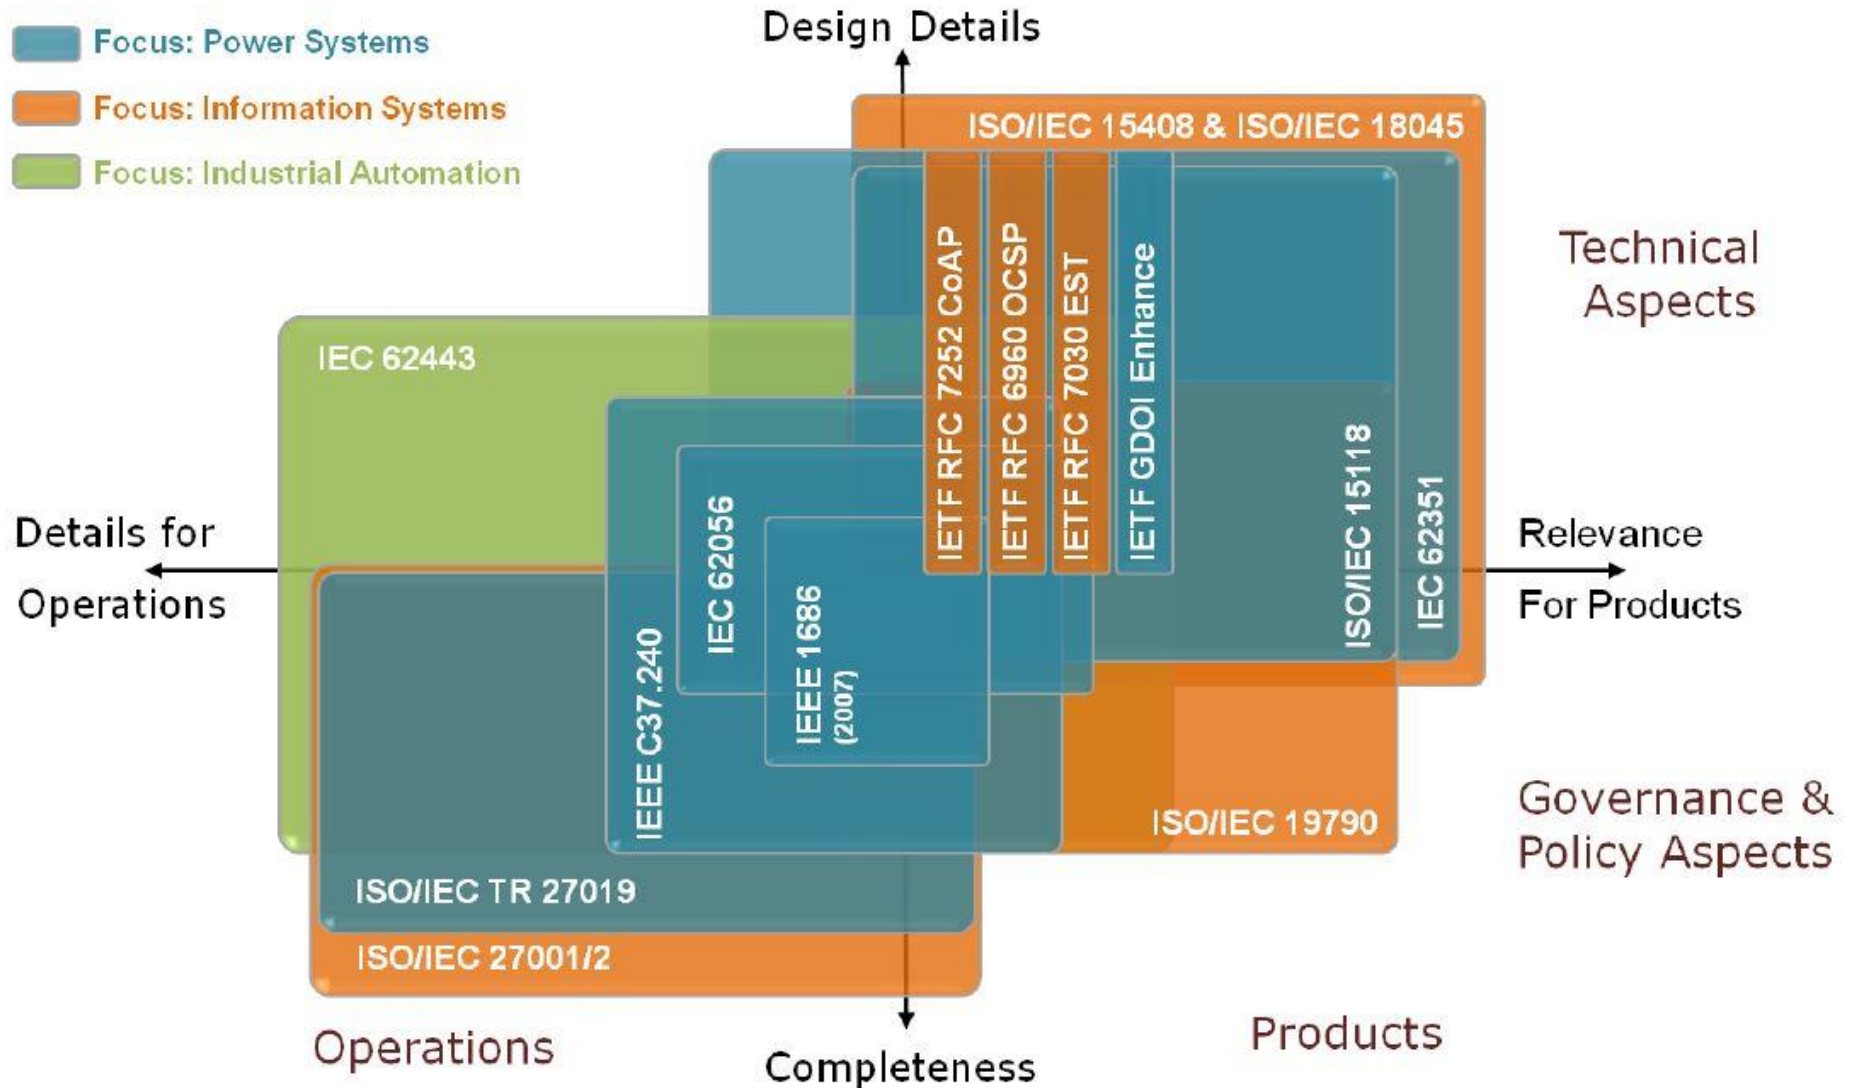 Focus: Power Systems
Focus: Information Systems
Focus: Industrial Automation
Design Details
ISO/IEC 15408 & ISO/IEC 18045
IETF RFC 7252 CoAP
IETF RFC 6960 OCSP
IETF RFC 7030 EST
IETF GDOI Enhance
Technical
Aspects
IEC 62443
ISO/IEC 15118
IEC 62351
Details for
Operations
Relevance
For Products
IEC 62056
IEEE 1686
(2007)
IEEE C37.240
ISO/IEC 19790
Governance &
Policy Aspects
ISO/IEC TR 27019
ISO/IEC 27001/2
Operations
Completeness
Products